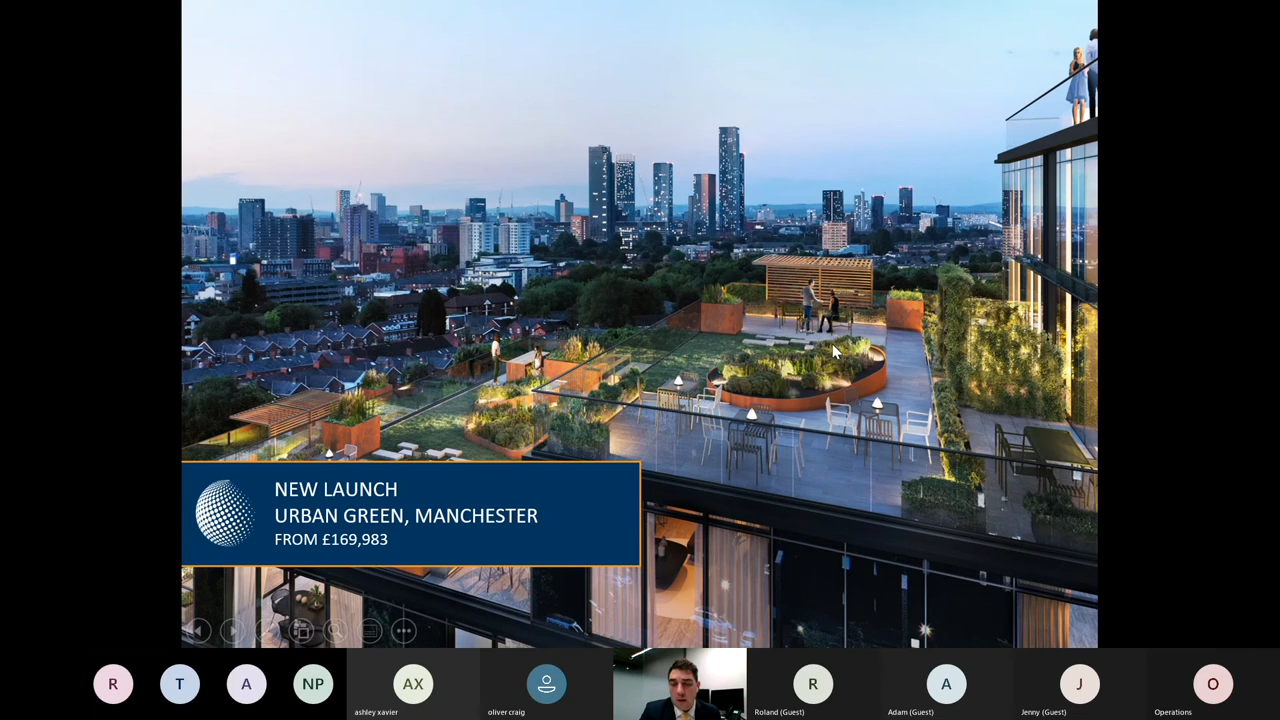 NEW LAUNCH
URBAN GREEN, MANCHESTER
FROM £169,983
R
T
A
NP
AX
R
A
J
O
ashley xavier
oliver craig
Roland (Guest)
Adam (Guest)
Jenny (Guest)
Operations